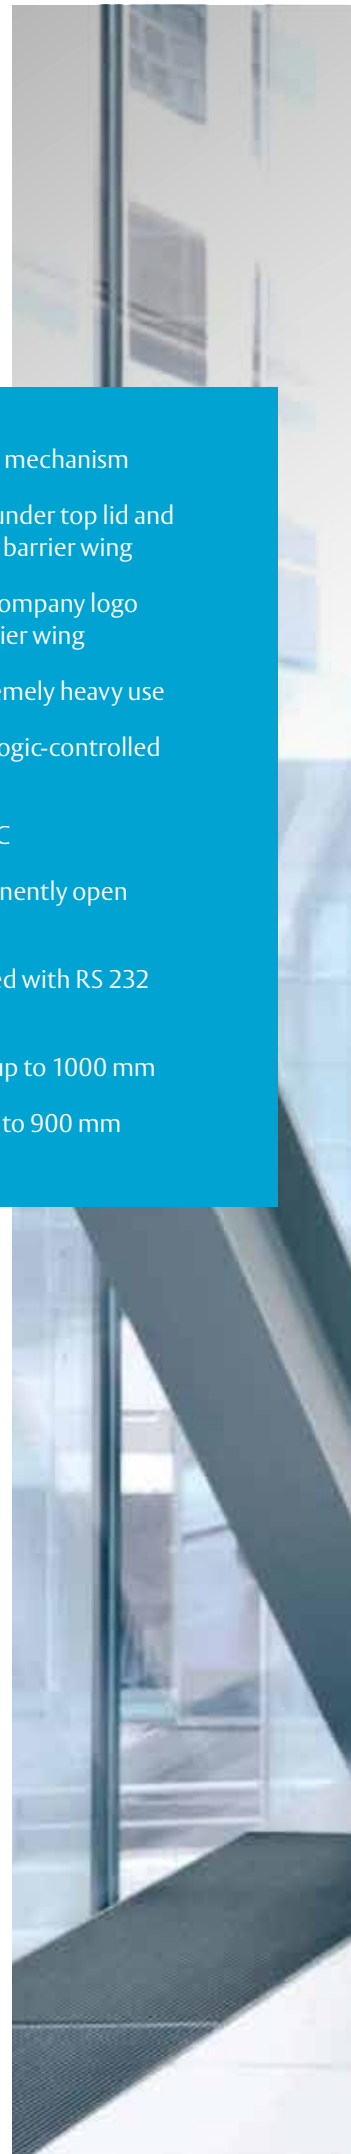 mechanism
under top lid and
barrier wing
ompany logo
ier wing
emely heavy use
ogic-controlled
C
nently open
ed with RS 232
up to 1000 mm
to 900 mm